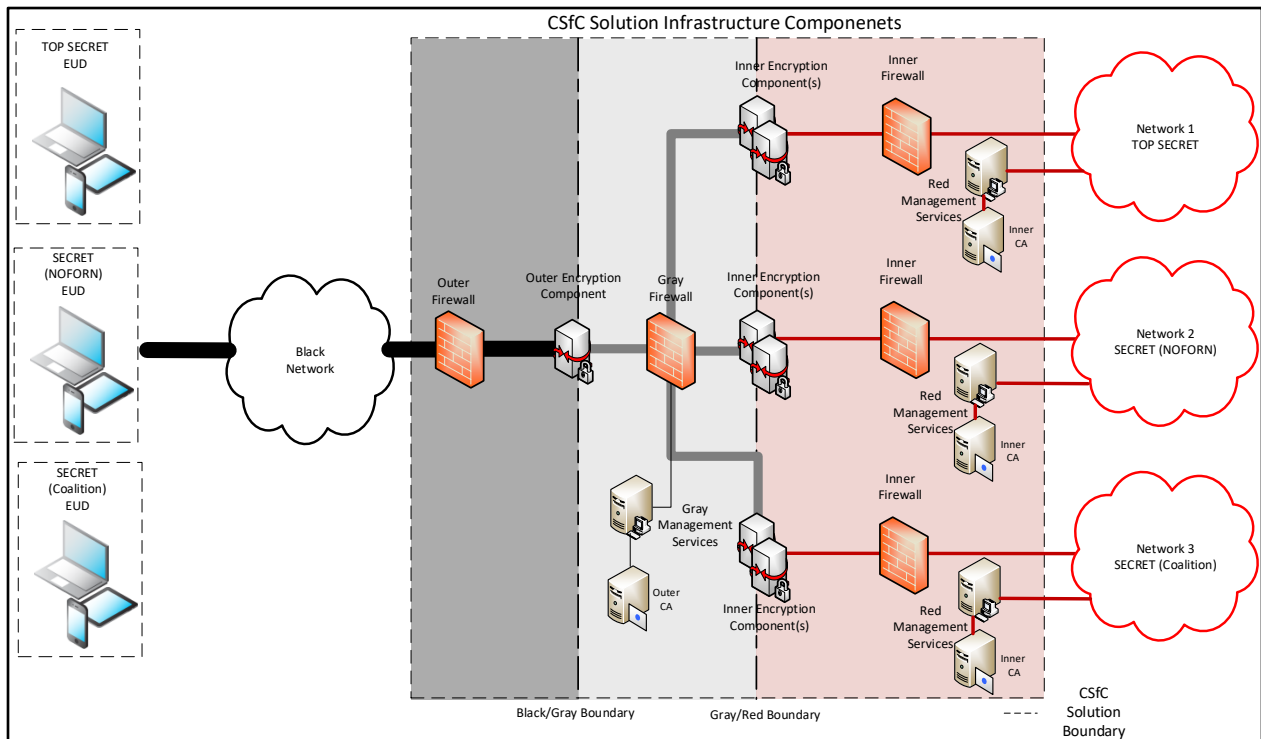 CSfC Solution Infrastructure Componenets
TOP SECRET
EUD
SECRET
(NOFORN)
EUD
SECRET
(Coalition)
EUD
Black
Network
Outer
Firewall
Outer Encryption
Component
Gray
Firewall
Gray
Management
Services
Outer
CA
Inner Encryption
Component(s)
Inner
Firewall
Red
Management
Services
Inner
CA
Network 1
TOP SECRET
Inner Encryption
Component(s)
Inner
Firewall
Red
Management
Services
Inner
CA
Network 2
SECRET (NOFORN)
Inner Encryption
Component(s)
Inner
Firewall
Red
Management
Services
Inner
CA
Network 3
SECRET (Coalition)
Black/Gray Boundary
Gray/Red Boundary
CSfC
Solution
Boundary